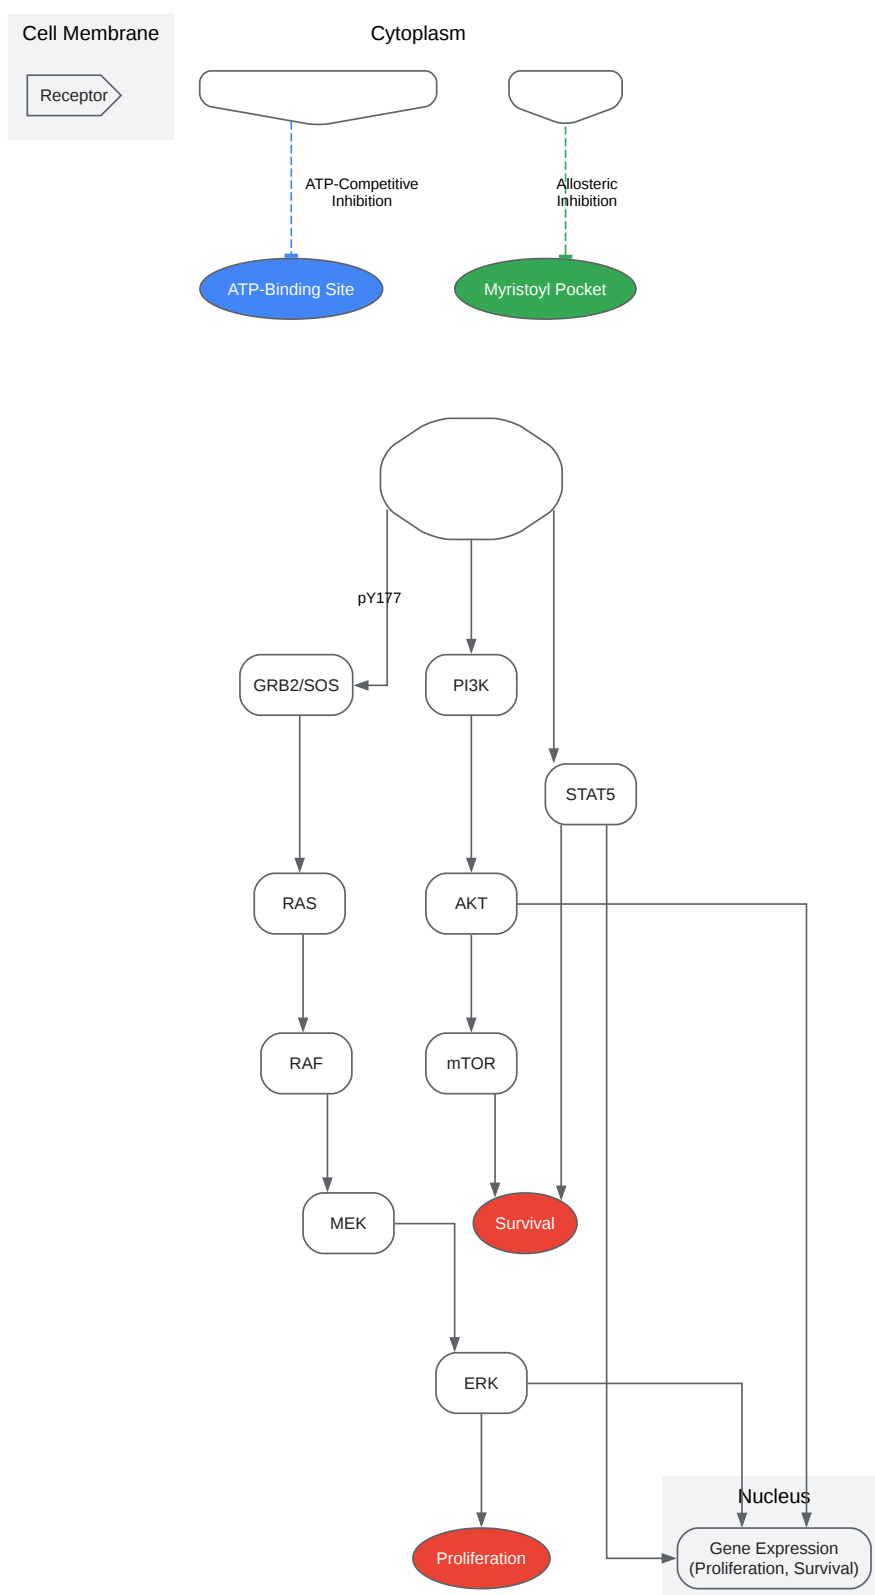 Cell Membrane
Cytoplasm
Receptor
ATP-Competitive
Inhibition
Allosteric
Inhibition
ATP-Binding Site
Myristoyl Pocket
pY177
GRB2/SOS
PI3K
STAT5
RAS
AKT
RAF
mTOR
MEK
Survival
ERK
Nucleus
Proliferation
Gene Expression
(Proliferation, Survival)